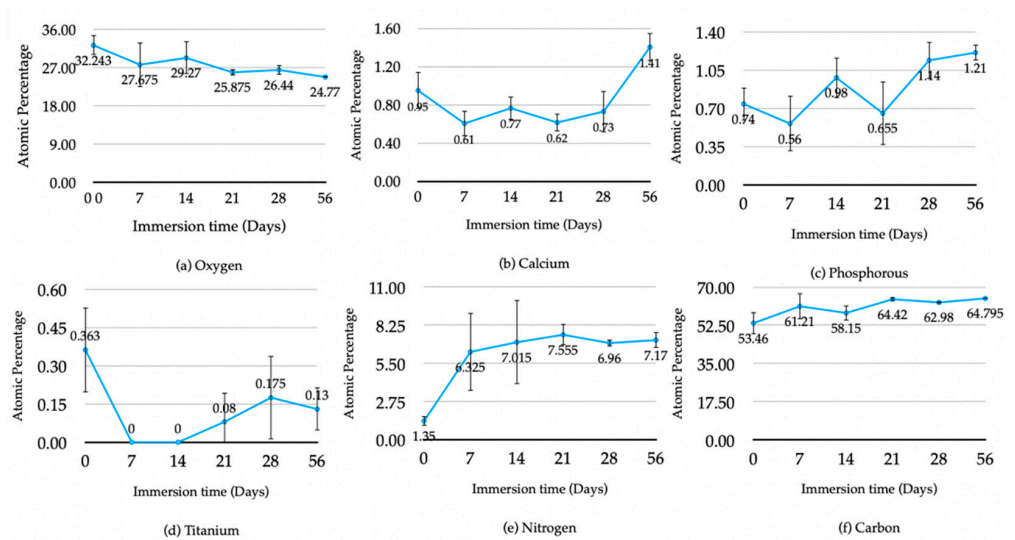 36.00
27.00
18.00
9.00
0.00
Atomic Percentage
32.243
27.675
29.27
25.875
26.44
24.77
0 0 7 14 21 28 56
Immersion time (Days)
(a) Oxygen
1.60
1.20
0.80
0.40
0.00
Atomic Percentage
0.95
0.61
0.77
0.62
0.73
1.41
0 7 14 21 28 56
Immersion time (Days)
(b) Calcium
1.40
1.05
0.70
0.35
0.00
Atomic Percentage
0.74
0.56
0.98
0.655
1.14
1.21
0 7 14 21 28 56
Immersion time (Days)
(c) Phosphorous
0.60
0.45
0.30
0.15
0.00
Atomic Percentage
0.363
0
0
0.08
0.175
0.13
0 7 14 21 28 56
Immersion time (Days)
(d) Titanium
11.00
8.25
5.50
2.75
0.00
Atomic Percentage
1.35
6.325
7.015
7.555
6.96
7.17
0 7 14 21 28 56
Immersion time (Days)
(e) Nitrogen
70.00
52.50
35.00
17.50
0.00
Atomic Percentage
53.46
61.21
58.15
64.42
62.98
64.795
0 7 14 21 28 56
Immersion time (Days)
(f) Carbon